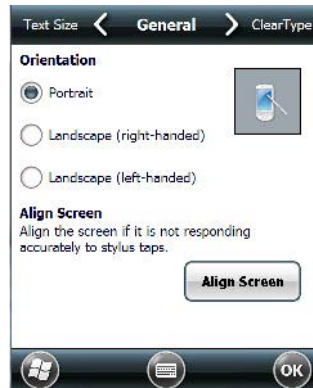 Text Size General ClearType
Orientation
Portrait
Landscape (right-handed)
Landscape (left-handed)
Align Screen
Align the screen if it is not responding
accurately to stylus taps.
Align Screen
OK